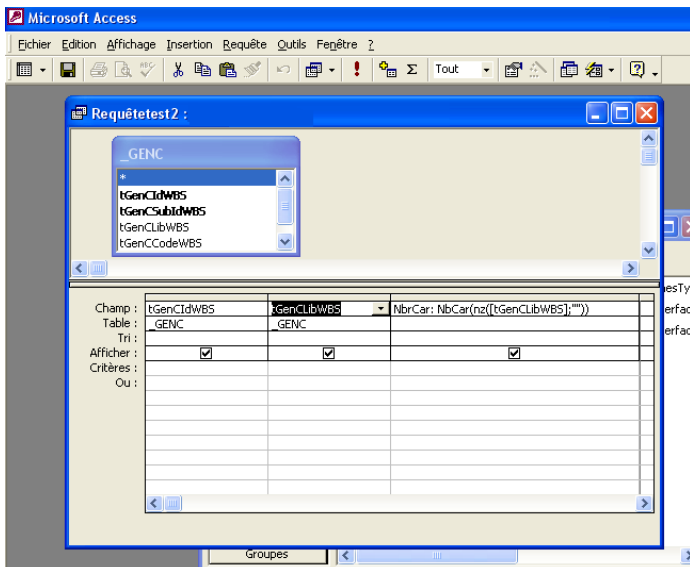 Microsoft Access
Fichier Edition Affichage Insertion Requête Outils Fenêtre ?
Tout
Requêtetest2 :
_GENC
*
tGenCIdWBS
tGenCSubIdWBS
tGenCLibWBS
tGenCCodeWBS
Champ : tGenCIdWBS tGenCLibWBS NbrCar: NbCar(nz([tGenCLibWBS];""))
Table : _GENC _GENC
Tri :
Afficher :
Critères :
Ou :
Groupes